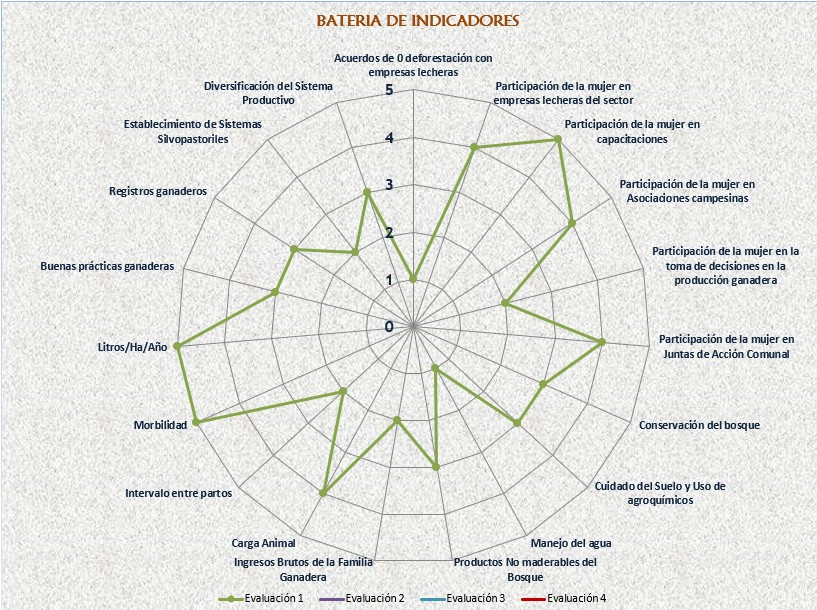 BATERIA DE INDICADORES
Acuerdos de 0 deforestación con
empresas lecheras
Participación de la mujer en
empresas lecheras del sector
Participación de la mujer en
capacitaciones
Participación de la mujer en
Asociaciones campesinas
Participación de la mujer en la
toma de decisiones en la
producción ganadera
Participación de la mujer en
Juntas de Acción Comunal
Conservación del bosque
Cuidado del Suelo y Uso de
agroquímicos
Manejo del agua
Productos No maderables del
Bosque
Ingresos Brutos de la Familia
Ganadera
Carga Animal
Intervalo entre partos
Morbilidad
Litros/Ha/Año
Buenas prácticas ganaderas
Registros ganaderos
Establecimiento de Sistemas
Silvopastoriles
Diversificación del Sistema
Productivo
5
4
3
2
1
0
Evaluación 1
Evaluación 2
Evaluación 3
Evaluación 4